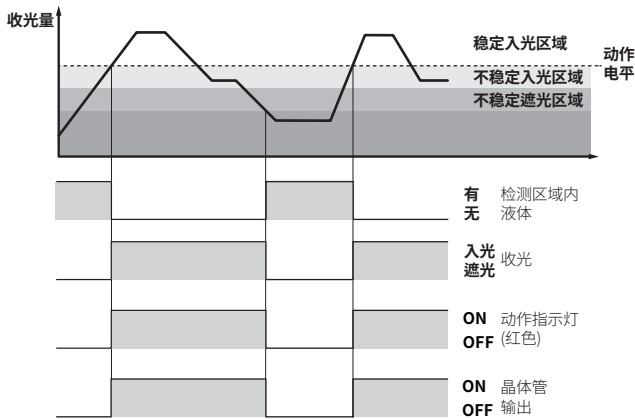 收光量
稳定入光区域
动作
电平
不稳定入光区域
不稳定遮光区域
有 检测区域内
无 液体
入光
遮光
收光
ON 动作指示灯
OFF (红色)
ON 晶体管
OFF 输出